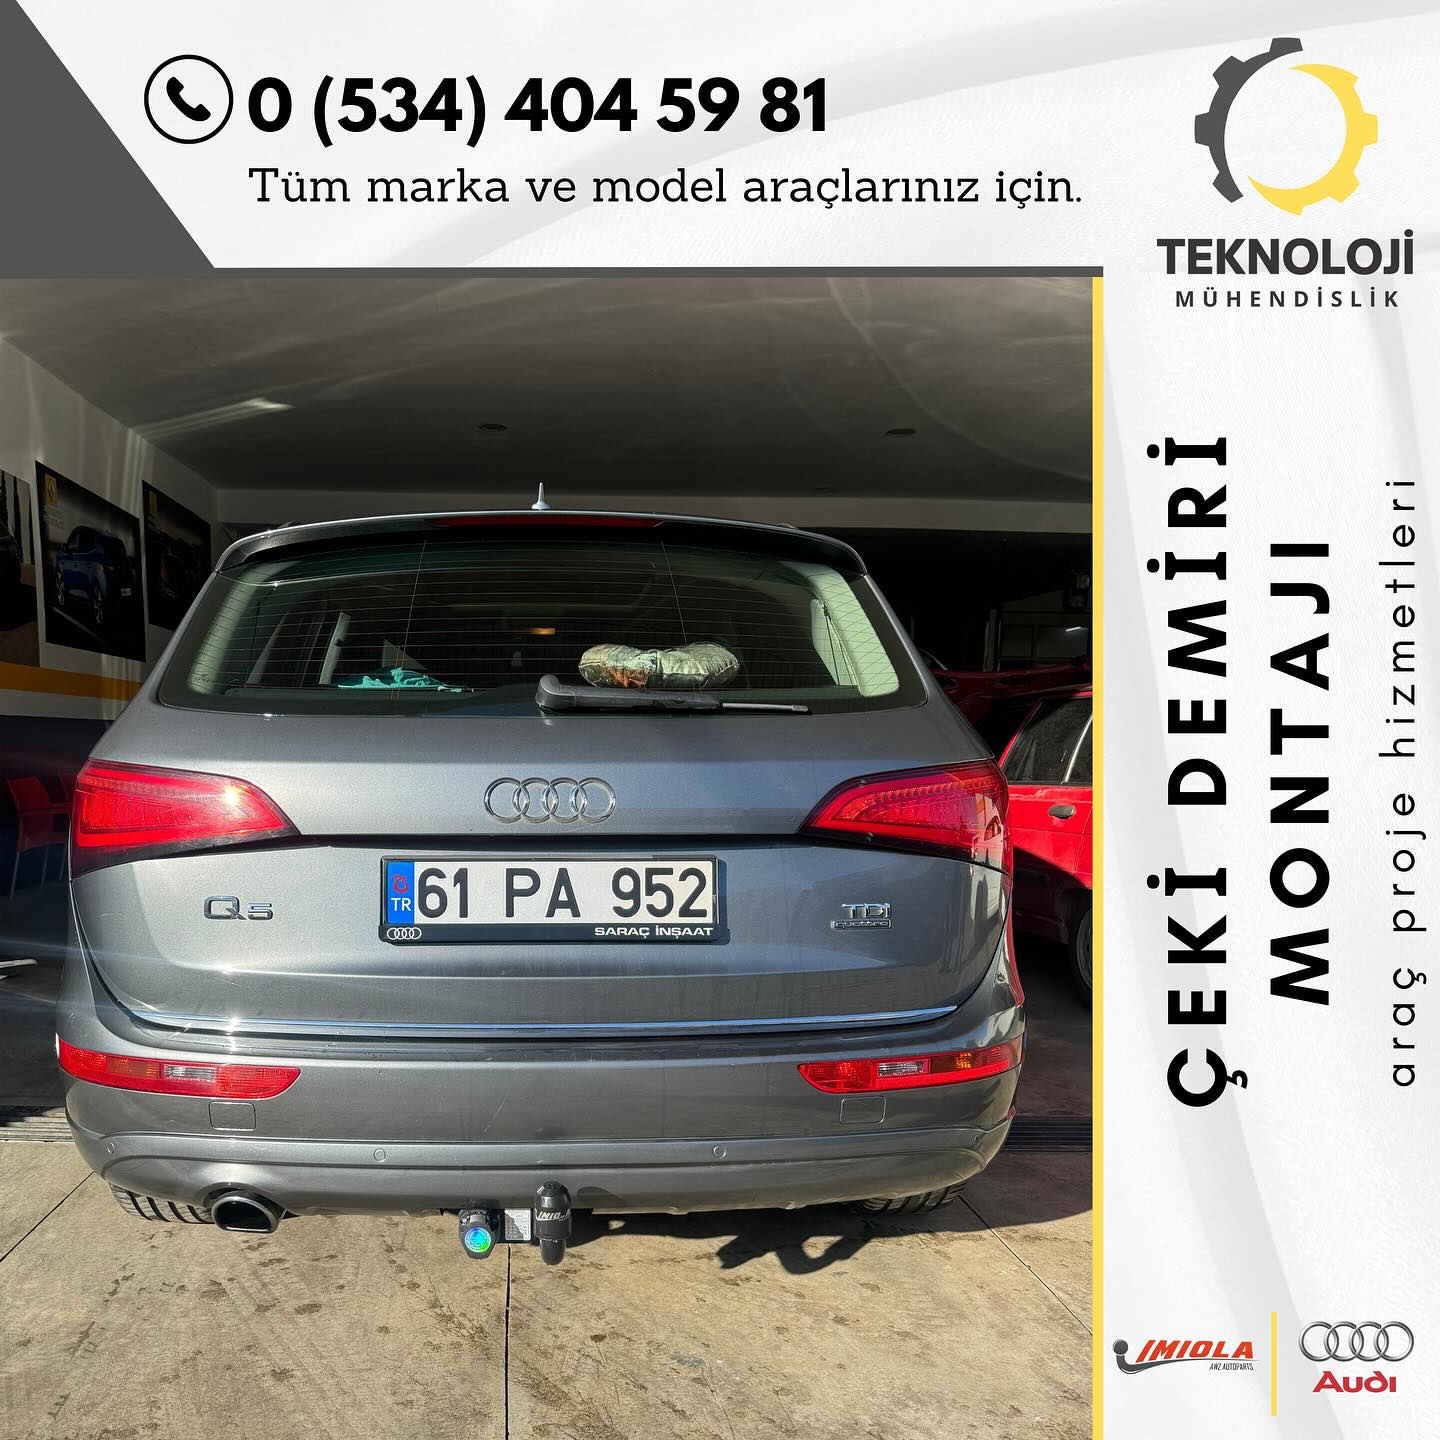 0 (534) 404 59 81
Tüm marka ve model araçlarınız için.
TEKNOLOJİ
MÜHENDİSLİK
ÇEKİ DEMİRİ
MONTAJI
araç proje hizmetleri
Q5
TR
61 PA 952
SARAÇ İNŞAAT
TDI
quattro
IMIOLA
AWZ AUTOPARTS
Audi